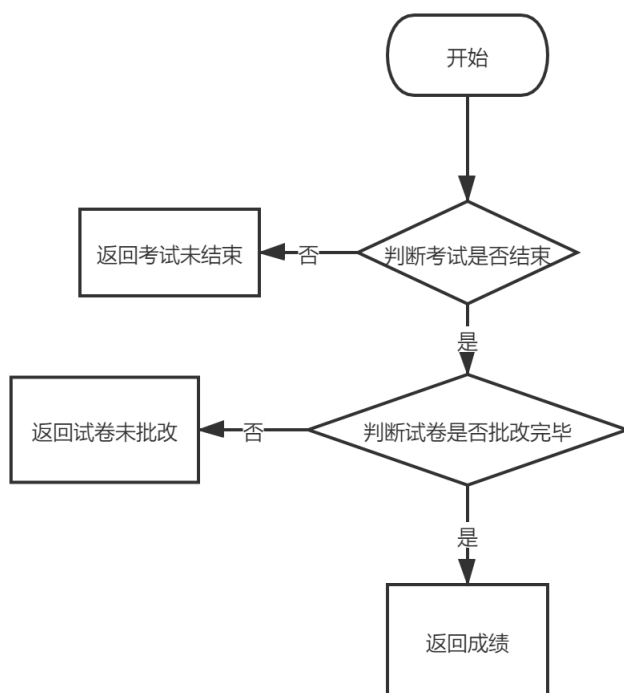 开始
判断考试是否结束
否
返回考试未结束
是
判断试卷是否批改完毕
否
返回试卷未批改
是
返回成绩